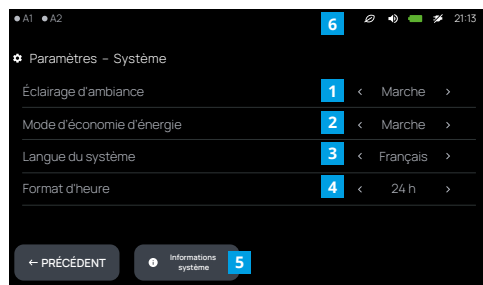 A1 A2 6 21:13
Paramètres – Système
Éclairage d'ambiance 1 < Marche >
Mode d'économie d'énergie 2 < Marche >
Langue du système 3 < Français >
Format d'heure 4 < 24 h >
← PRÉCÉDENT
Informations
système
5